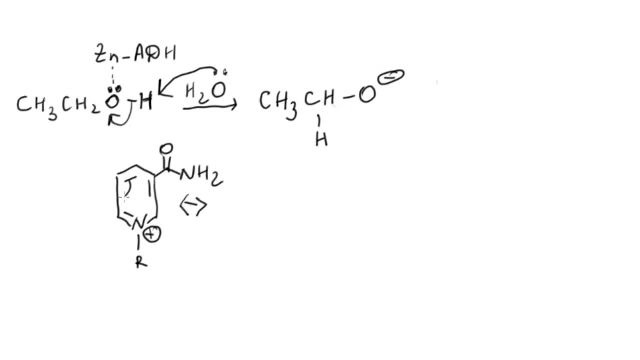 Zn-ADH
CH3CH2O-H H2O CH3CH-O⊖
H
O
NH2
N⊕
R